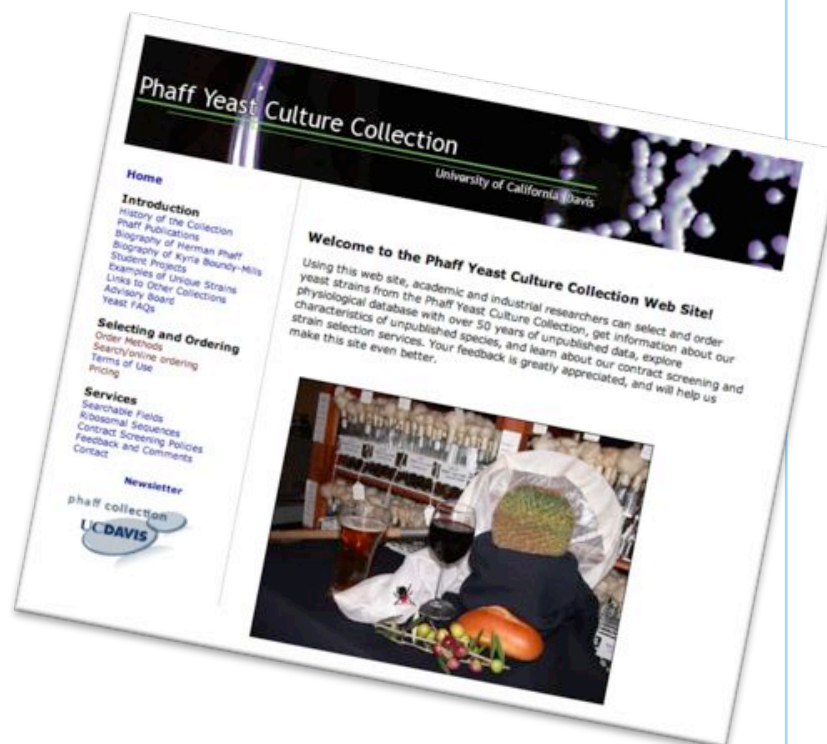 Phaff Yeast Culture Collection
University of California Davis
Home
Introduction
History of the Collection
Phaff Publications
Biography of Herman Phaff
Biography of Kyria Boundy-Mills
Student Projects
Examples of Unique Strains
Links to Other Collections
Advisory Board
Yeast FAQs
Selecting and Ordering
Order Methods
Search/online ordering
Terms of Use
Pricing
Services
Searchable Fields
Ribosomal Sequences
Contract Screening Policies
Feedback and Comments
Contact
Newsletter
phaff collection
UCDAVIS
Welcome to the Phaff Yeast Culture Collection Web Site!
Using this web site, academic and industrial researchers can select and order
yeast strains from the Phaff Yeast Culture Collection, get information about our
physiological database with over 50 years of unpublished data, explore
characteristics of unpublished species, and learn about our contract screening and
strain selection services. Your feedback is greatly appreciated, and will help us
make this site even better.